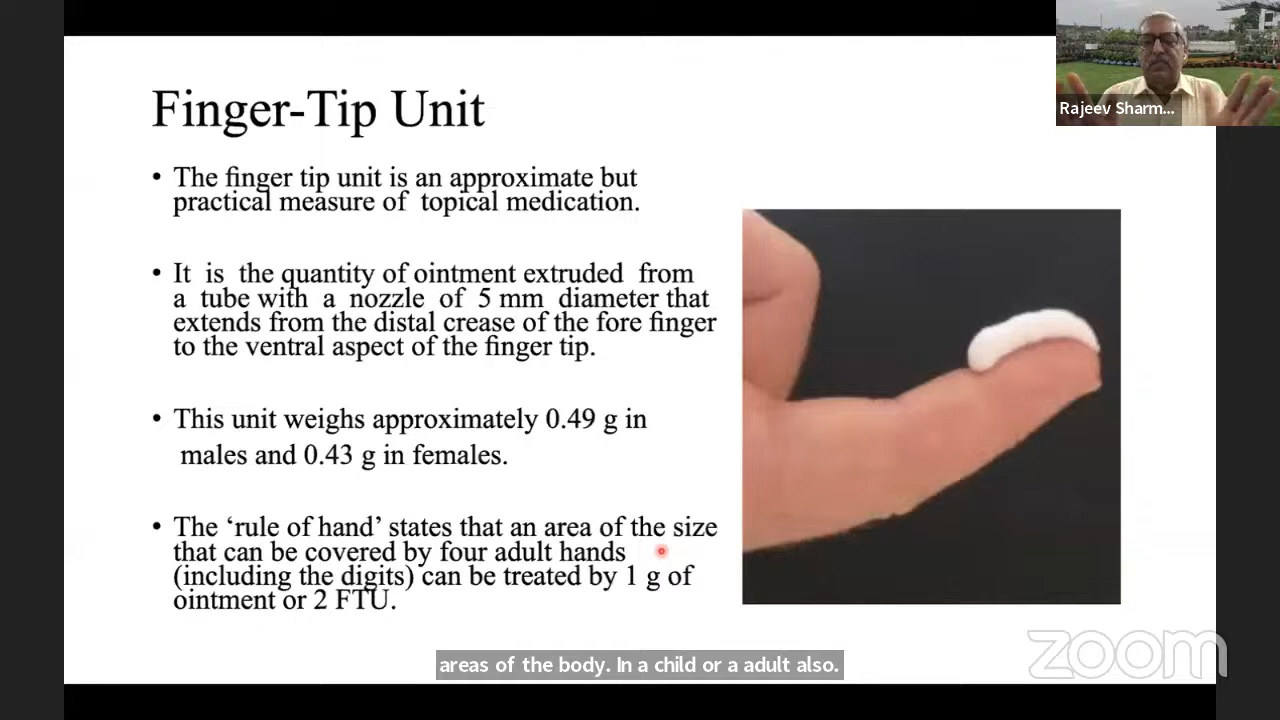 Finger-Tip Unit
• The finger tip unit is an approximate but
practical measure of topical medication.
• It is the quantity of ointment extruded from
a tube with a nozzle of 5 mm diameter that
extends from the distal crease of the fore finger
to the ventral aspect of the finger tip.
• This unit weighs approximately 0.49 g in
males and 0.43 g in females.
• The ‘rule of hand’ states that an area of the size
that can be covered by four adult hands
(including the digits) can be treated by 1 g of
ointment or 2 FTU.
Rajeev Sharm...
areas of the body. In a child or a adult also.
zoom